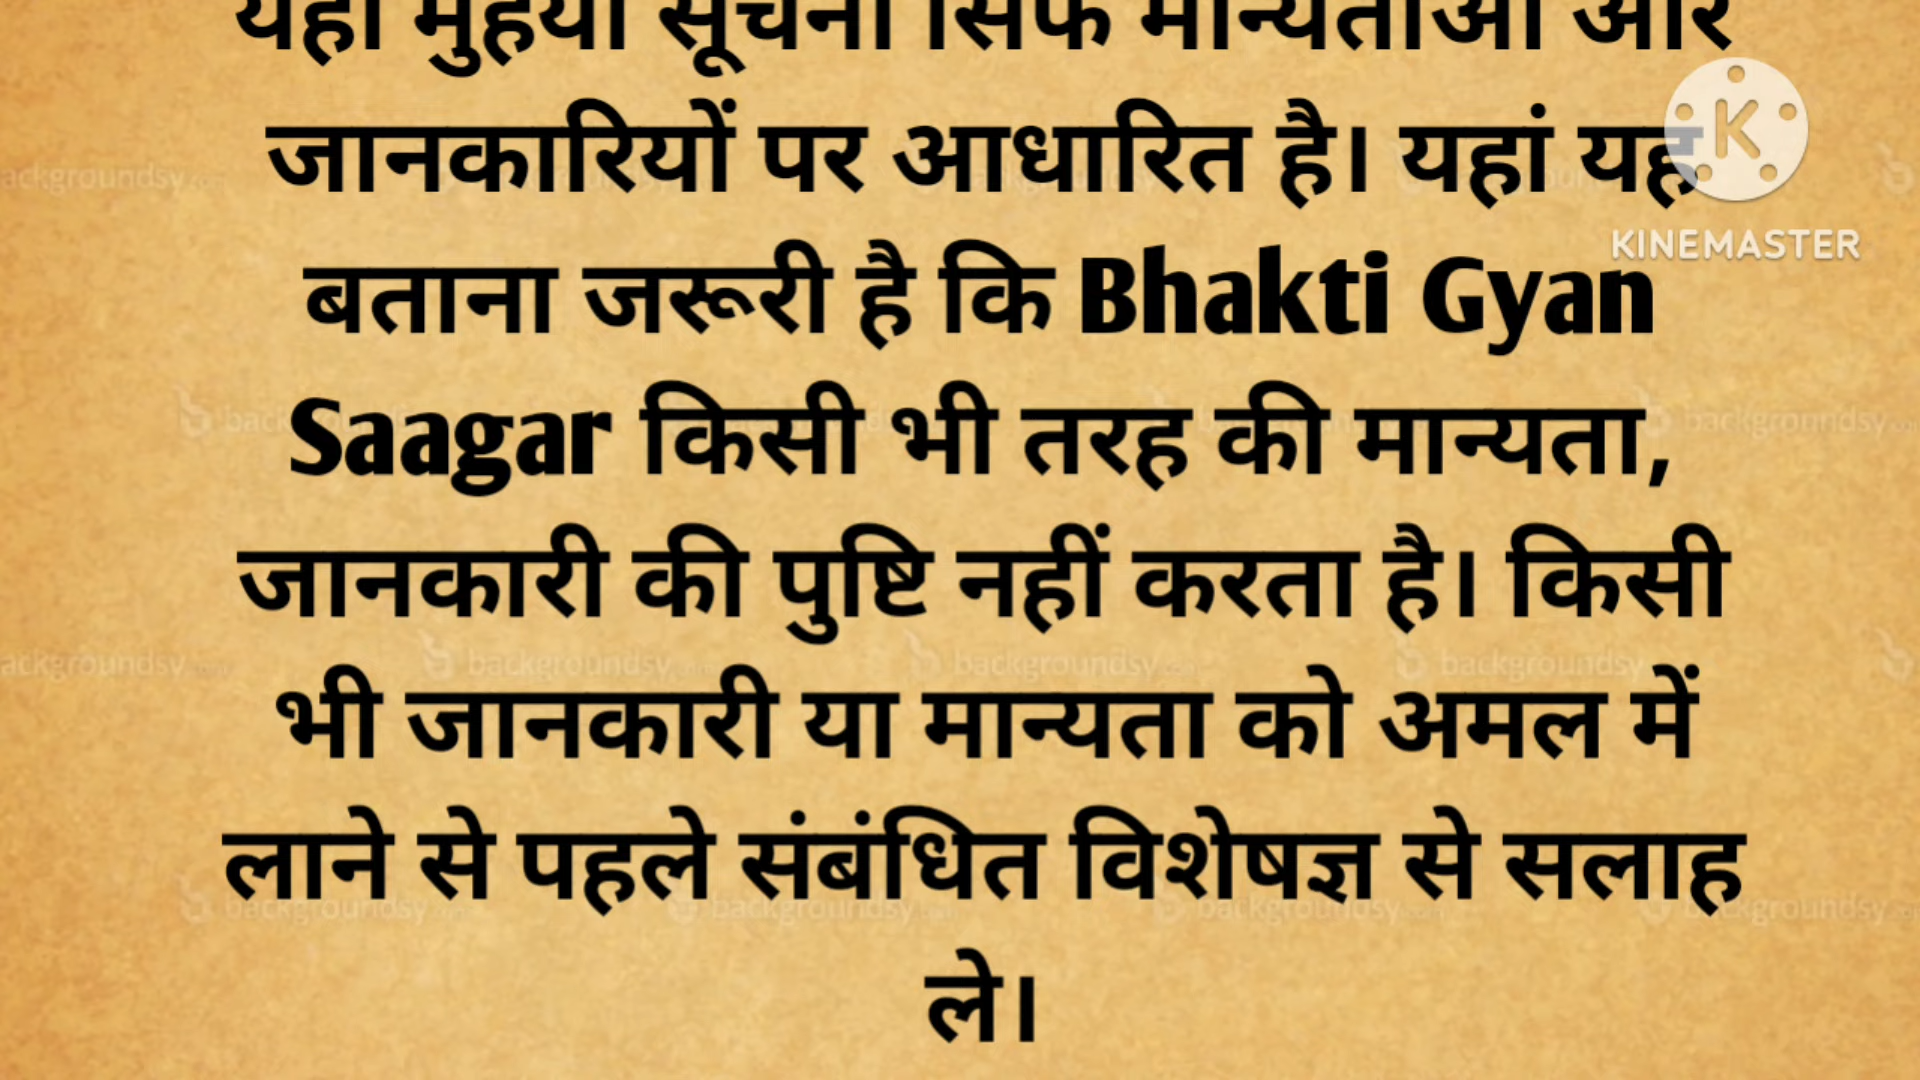 यहां मुहैया सूचना सिर्फ मान्यताओं और
जानकारियों पर आधारित है। यहां यह
KINEMASTER
बताना जरूरी है कि Bhakti Gyan
Saagar किसी भी तरह की मान्यता,
जानकारी की पुष्टि नहीं करता है। किसी
भी जानकारी या मान्यता को अमल में
लाने से पहले संबंधित विशेषज्ञ से सलाह
ले।